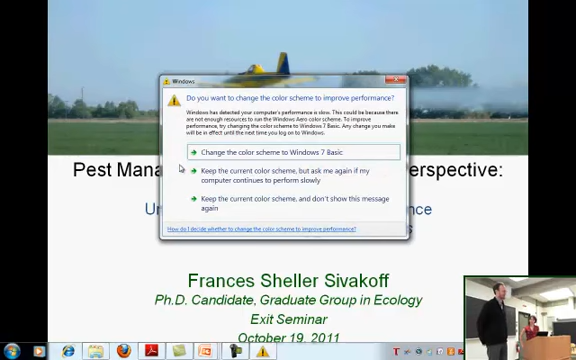 Windows
Do you want to change the color scheme to improve performance?
Windows has detected your computer's performance is slow. This could be because
there are not enough resources to run the Windows Aero color scheme. To improve
performance, try changing the color scheme to Windows 7 Basic. Any change you make
will be in effect until the next time you log on to Windows.
Change the color scheme to Windows 7 Basic
Keep the current color scheme, but ask me again if my
computer continues to perform slowly
Keep the current color scheme, and don't show this message
again
How do I decide whether to change the color scheme to improve performance?
Pest Mana
erspective:
Un
nce
s
Frances Sheller Sivakoff
Ph.D. Candidate, Graduate Group in Ecology
Exit Seminar
October 19, 2011